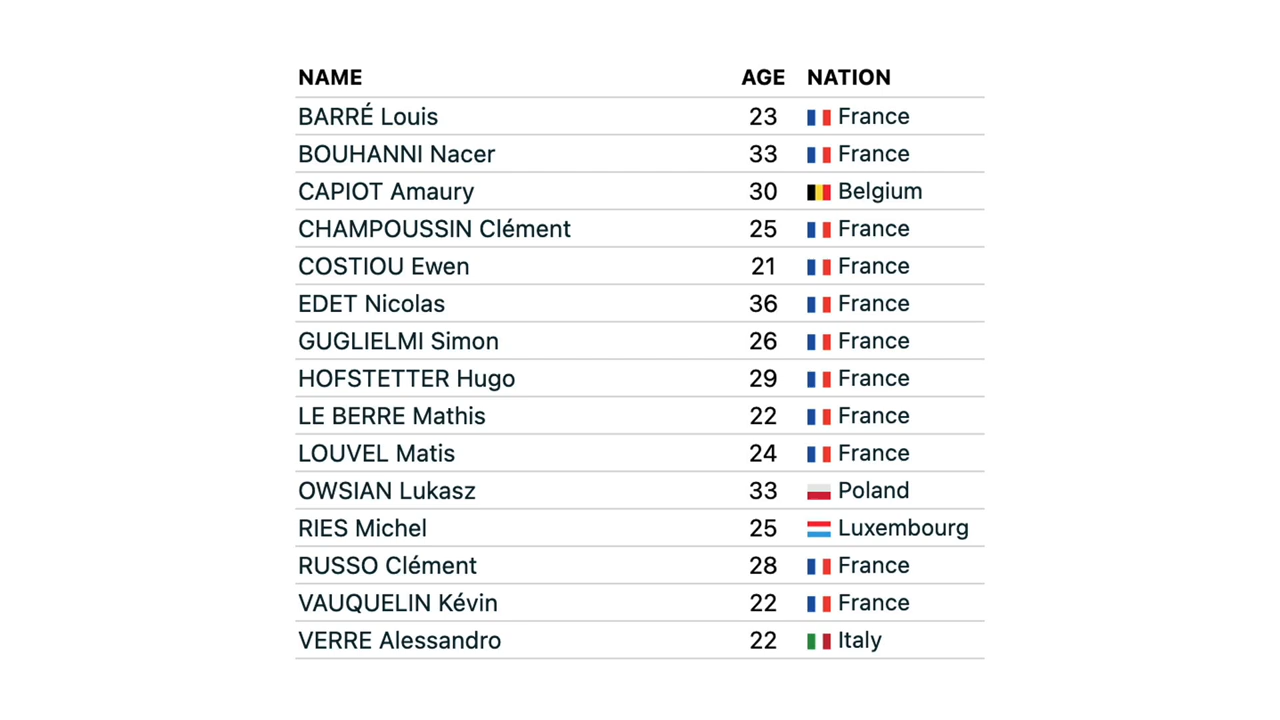 NAME AGE NATION
BARRÉ Louis 23 France
BOUHANNI Nacer 33 France
CAPIOT Amaury 30 Belgium
CHAMPOUSSIN Clément 25 France
COSTIOU Ewen 21 France
EDET Nicolas 36 France
GUGLIELMI Simon 26 France
HOFSTETTER Hugo 29 France
LE BERRE Mathis 22 France
LOUVEL Matis 24 France
OWSIAN Lukasz 33 Poland
RIES Michel 25 Luxembourg
RUSSO Clément 28 France
VAUQUELIN Kévin 22 France
VERRE Alessandro 22 Italy